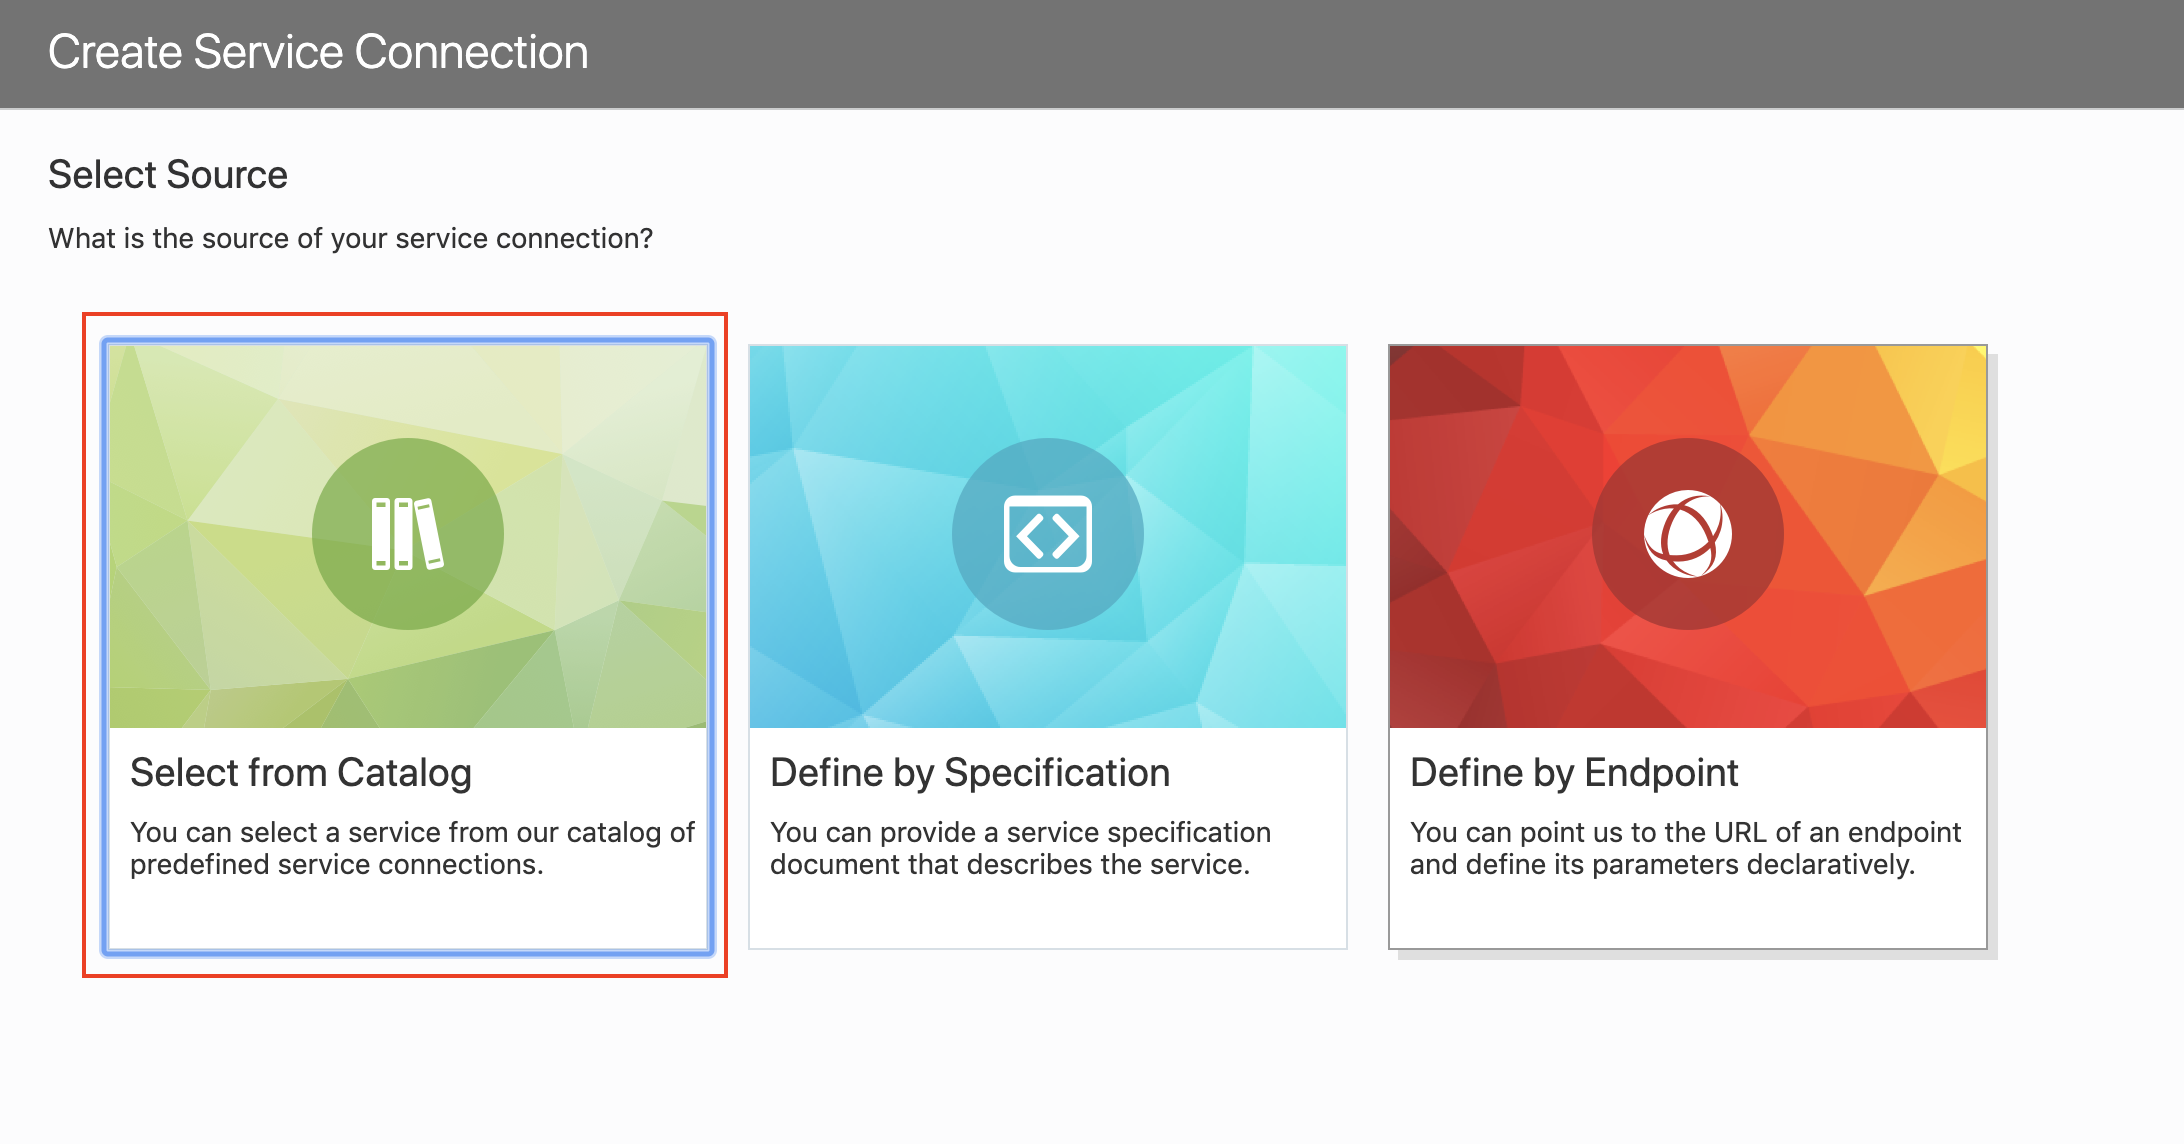 Create Service Connection
Select Source
What is the source of your service connection?
Select from Catalog
You can select a service from our catalog of
predefined service connections.
Define by Specification
You can provide a service specification
document that describes the service.
Define by Endpoint
You can point us to the URL of an endpoint
and define its parameters declaratively.